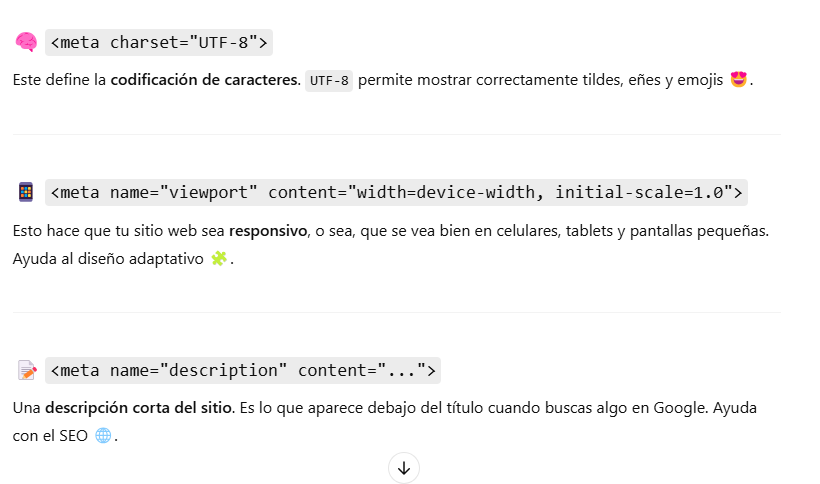 🧠 <meta charset="UTF-8">
Este define la codificación de caracteres. UTF-8 permite mostrar correctamente tildes, eñes y emojis 😍.
📱 <meta name="viewport" content="width=device-width, initial-scale=1.0">
Esto hace que tu sitio web sea responsivo, o sea, que se vea bien en celulares, tablets y pantallas pequeñas.
Ayuda al diseño adaptativo 🧩.
📝 <meta name="description" content="...">
Una descripción corta del sitio. Es lo que aparece debajo del título cuando buscas algo en Google. Ayuda
con el SEO 🌐.